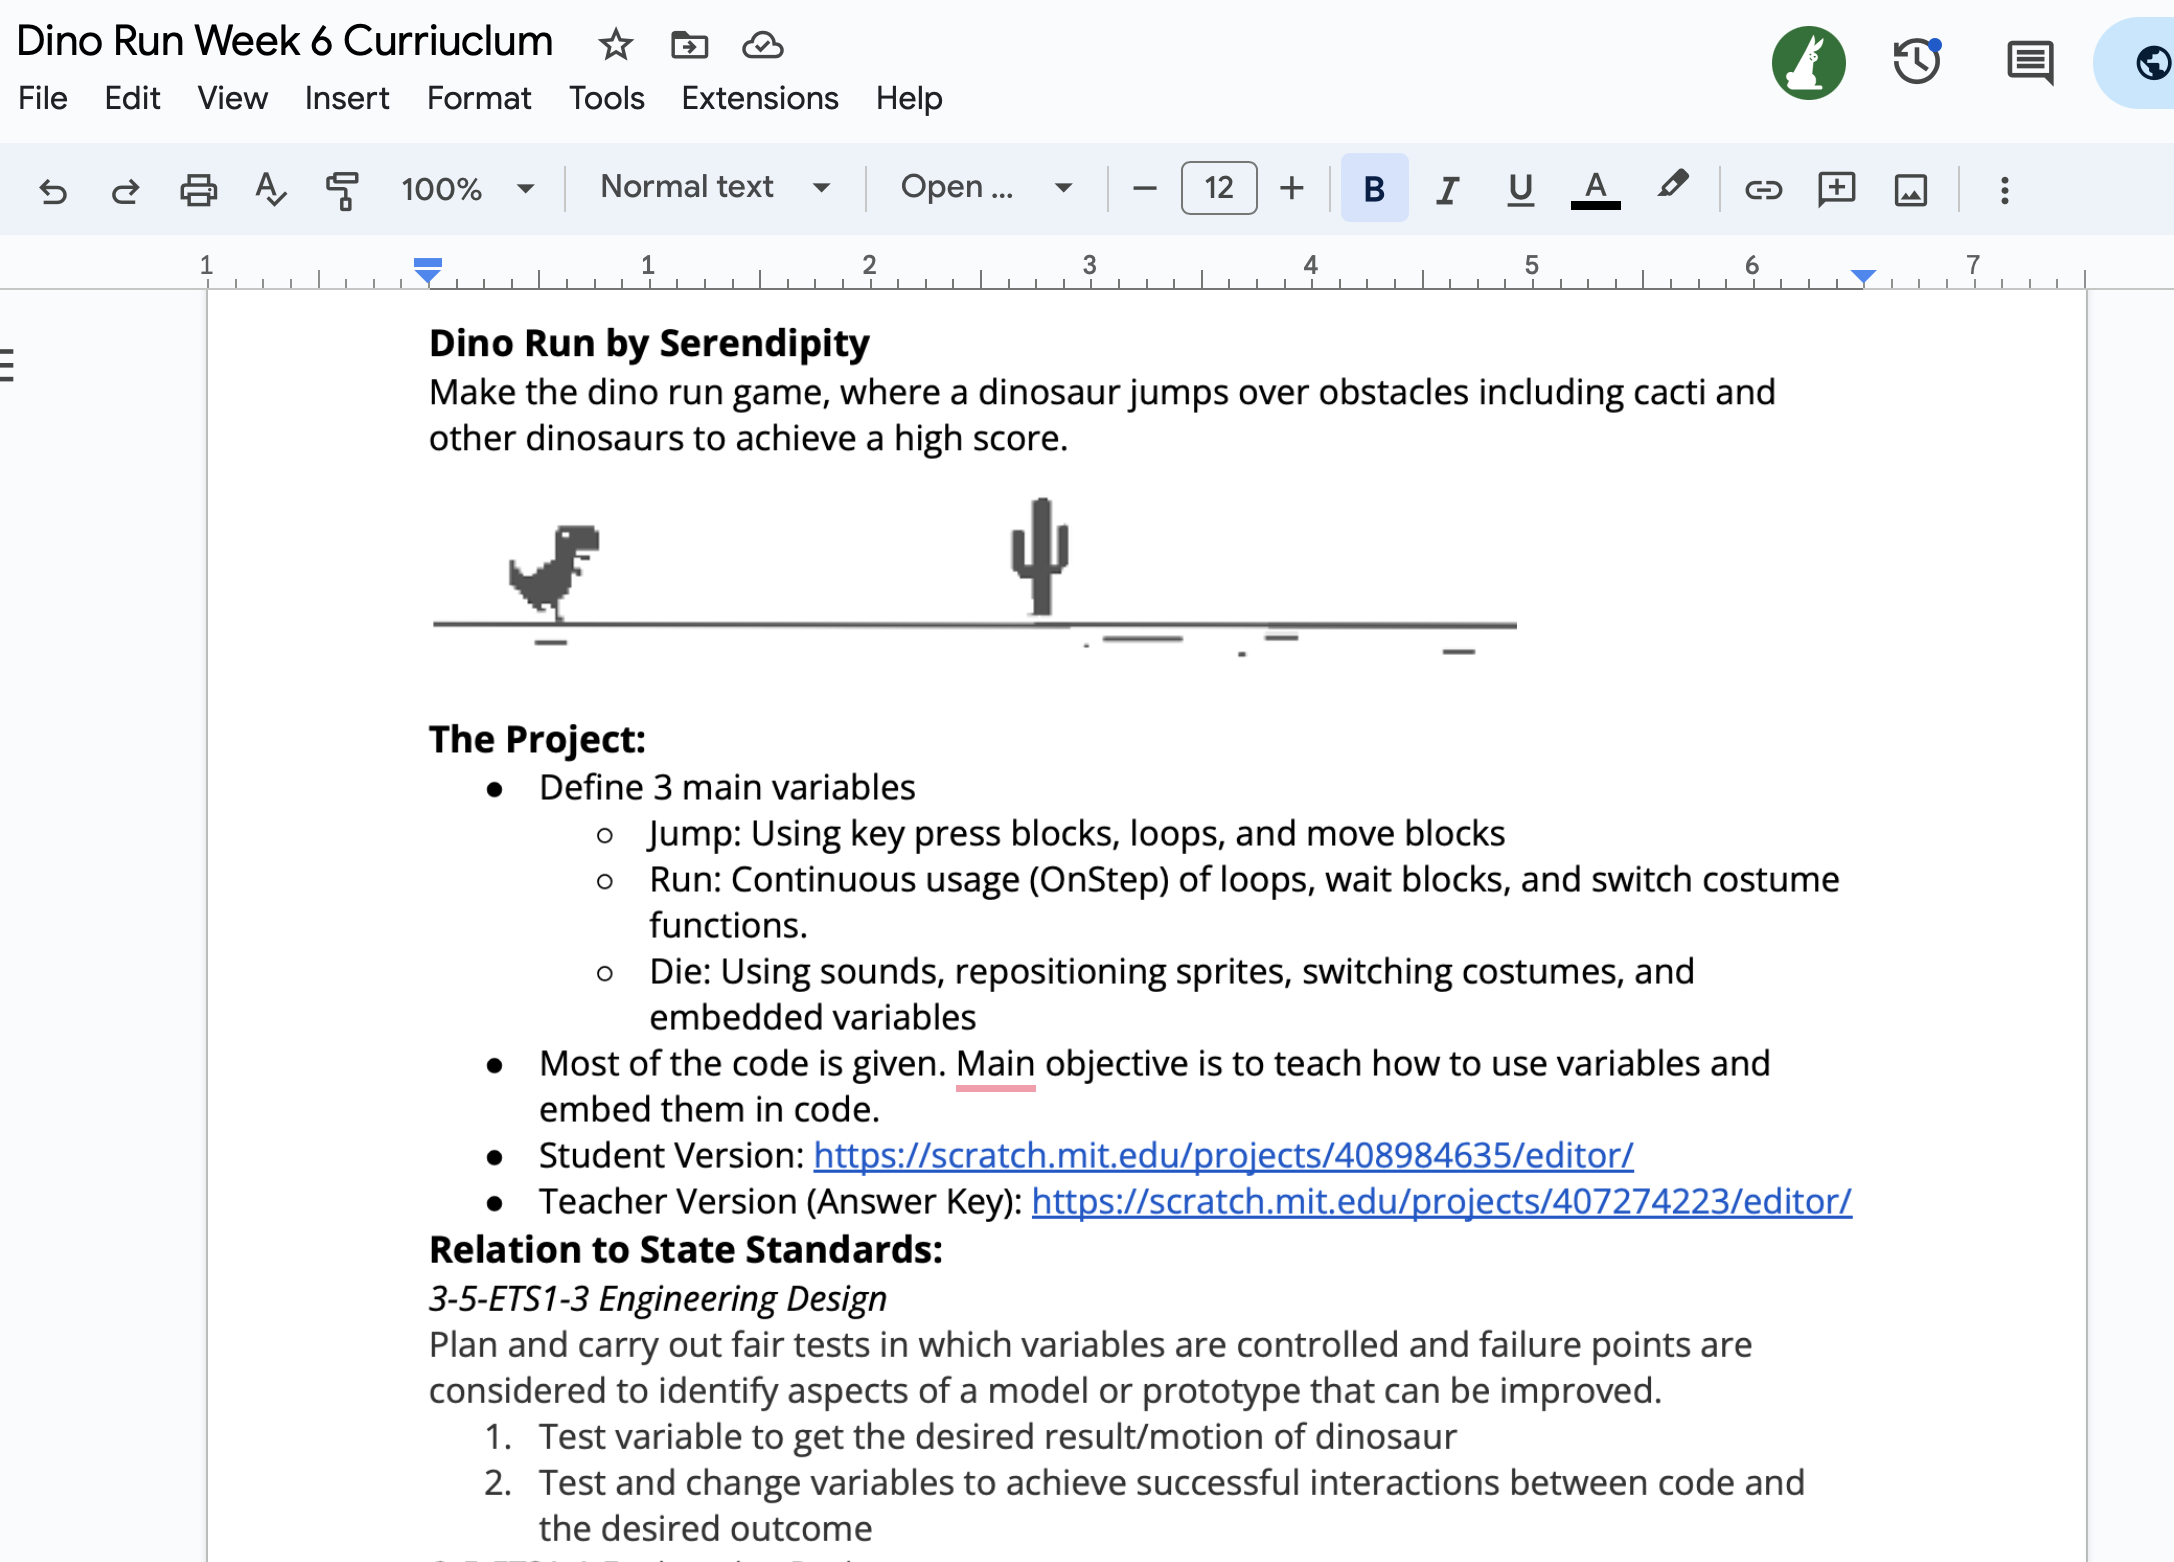 Dino Run Week 6 Curriuclum
File Edit View Insert Format Tools Extensions Help
100% Normal text Open ... 12 B I U A
1 1 2 3 4 5 6 7
Dino Run by Serendipity
Make the dino run game, where a dinosaur jumps over obstacles including cacti and
other dinosaurs to achieve a high score.
The Project:
● Define 3 main variables
○ Jump: Using key press blocks, loops, and move blocks
○ Run: Continuous usage (OnStep) of loops, wait blocks, and switch costume
functions.
○ Die: Using sounds, repositioning sprites, switching costumes, and
embedded variables
● Most of the code is given. Main objective is to teach how to use variables and
embed them in code.
● Student Version: https://scratch.mit.edu/projects/408984635/editor/
● Teacher Version (Answer Key): https://scratch.mit.edu/projects/407274223/editor/
Relation to State Standards:
3-5-ETS1-3 Engineering Design
Plan and carry out fair tests in which variables are controlled and failure points are
considered to identify aspects of a model or prototype that can be improved.
1. Test variable to get the desired result/motion of dinosaur
2. Test and change variables to achieve successful interactions between code and
the desired outcome